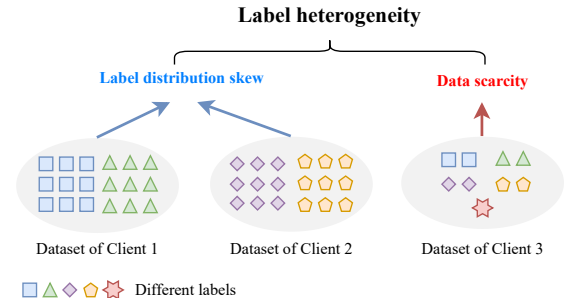 Label heterogeneity
Label distribution skew
Data scarcity
Dataset of Client 1
Dataset of Client 2
Dataset of Client 3
Different labels